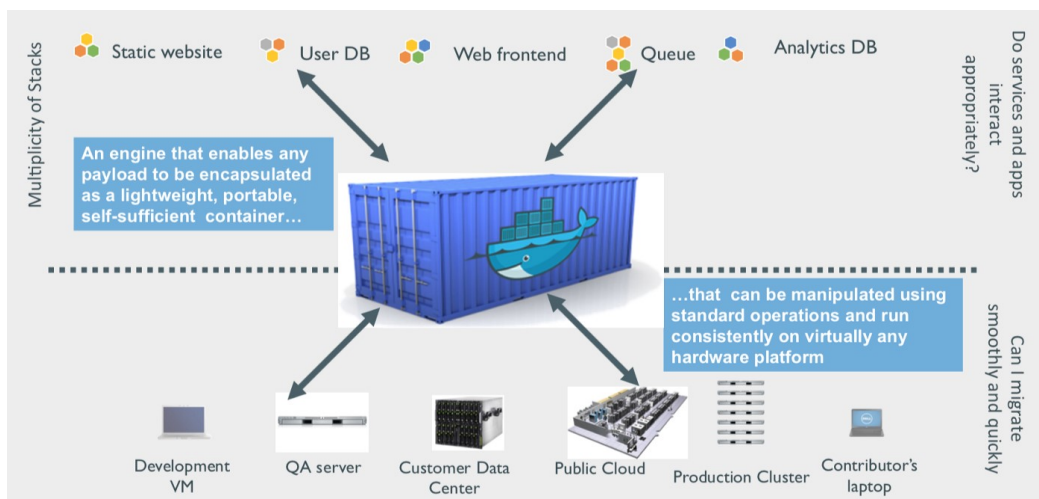 Multiplicity of Stacks
Static website
User DB
Web frontend
Queue
Analytics DB
Do services and apps
interact
appropriately?
An engine that enables any
payload to be encapsulated
as a lightweight, portable,
self-sufficient container…
…that can be manipulated using
standard operations and run
consistently on virtually any
hardware platform
Can I migrate
smoothly and quickly
Development
VM
QA server
Customer Data
Center
Public Cloud
Production Cluster
Contributor’s
laptop